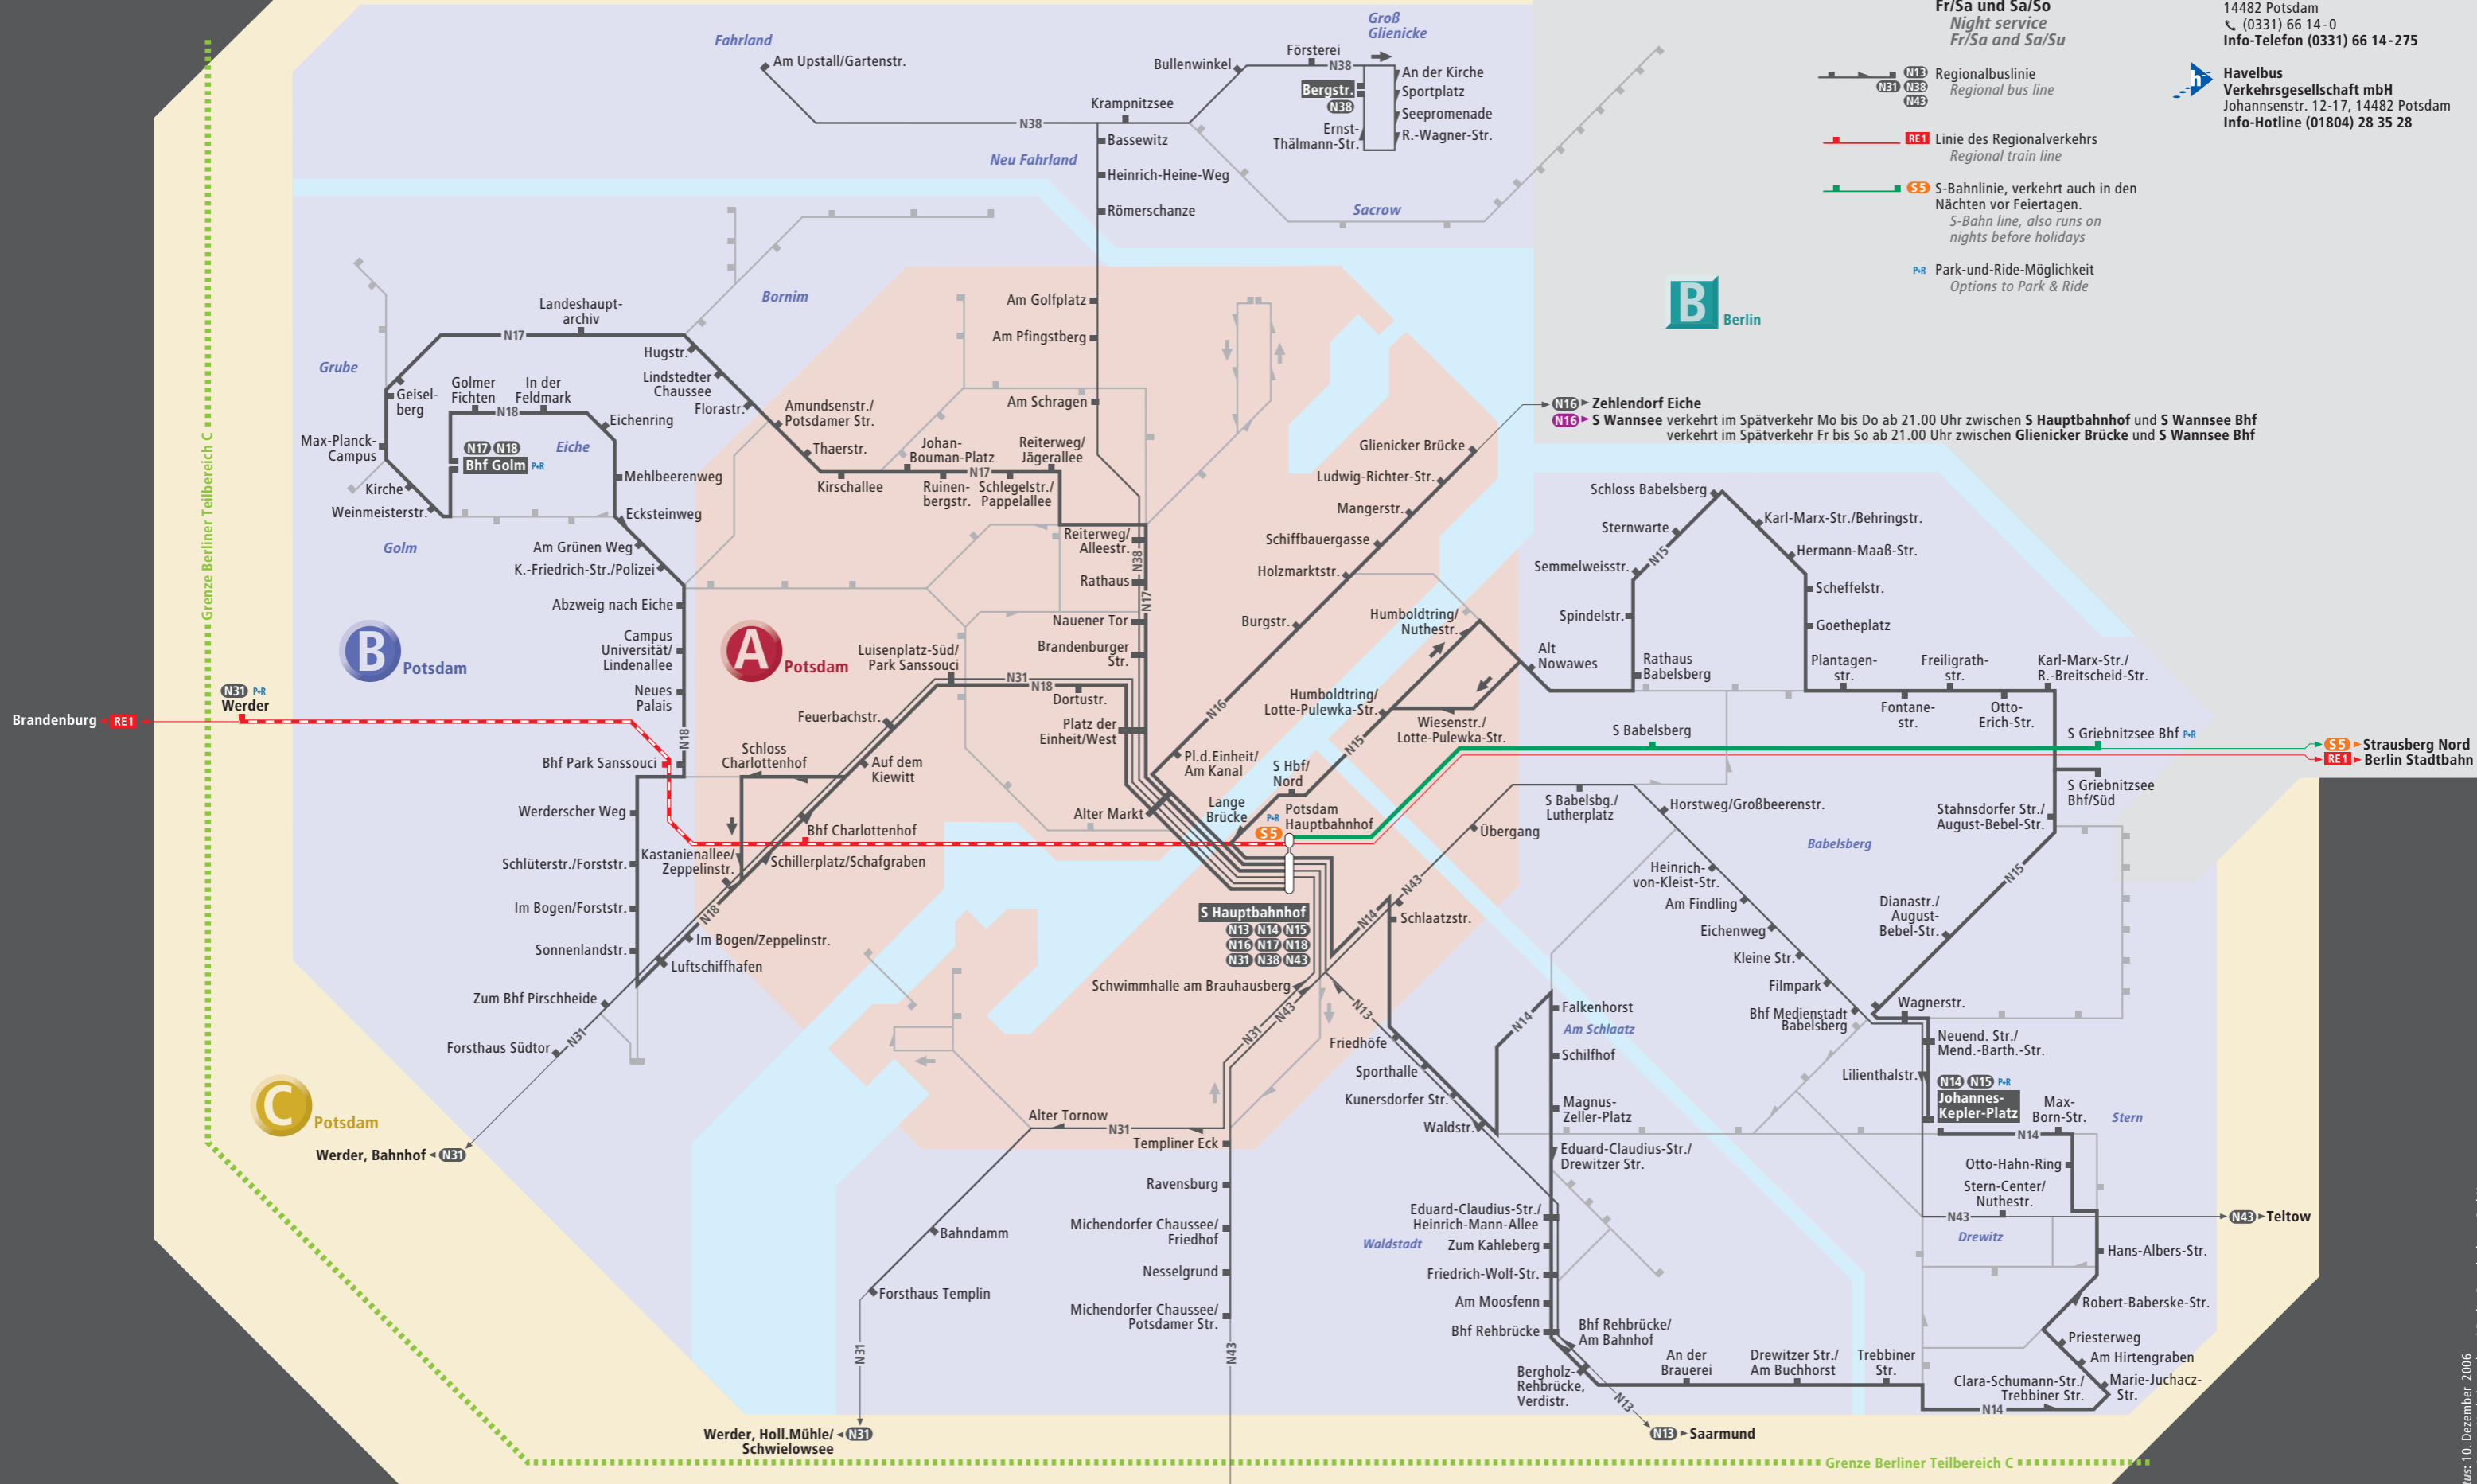 Fr/Sa und Sa/So
Night service
Fr/Sa and Sa/Su
14482 Potsdam
(0331) 66 14-0
Info-Telefon (0331) 66 14-275
N13
N31 N38
N43
Regionalbuslinie
Regional bus line
h
Havelbus
Verkehrsgesellschaft mbH
Johannsenstr. 12-17, 14482 Potsdam
Info-Hotline (01804) 28 35 28
RE1 Linie des Regionalverkehrs
Regional train line
S5 S-Bahnlinie, verkehrt auch in den
Nächten vor Feiertagen.
S-Bahn line, also runs on
nights before holidays
P+R Park-und-Ride-Möglichkeit
Options to Park & Ride
B Berlin
Fahrland
Am Upstall/Gartenstr.
N38
Krampnitzsee
Bullenwinkel
Försterei
N38
Groß
Glienicke
Bergstr.
N38
An der Kirche
Sportplatz
Seepromenade
R.-Wagner-Str.
Ernst-
Thälmann-Str.
Bassewitz
Neu Fahrland
Heinrich-Heine-Weg
Römerschanze
Sacrow
Bornim
Am Golfplatz
Am Pfingstberg
Am Schragen
Landeshaupt-
archiv
N17
Hugstr.
Lindstedter
Chaussee
Florastr.
Amundsenstr./
Potsdamer Str.
Thaerstr.
Kirschallee
Johan-
Bouman-Platz
Ruinen-
bergstr.
N17
Schlegelstr./
Pappelallee
Reiterweg/
Jägerallee
Grube
Geisel-
berg
Max-Planck-
Campus
Kirche
Weinmeisterstr.
Golm
Golmer
Fichten
In der
Feldmark
N18
Eichenring
Eiche
N17 N18
Bhf Golm P+R
Mehlbeerenweg
Ecksteinweg
Am Grünen Weg
K.-Friedrich-Str./Polizei
Abzweig nach Eiche
Campus
Universität/
Lindenallee
Neues
Palais
N18
Bhf Park Sanssouci
Werderscher Weg
Schlüterstr./Forststr.
Im Bogen/Forststr.
Sonnenlandstr.
Grenze Berliner Teilbereich C
B Potsdam
A Potsdam
C Potsdam
N31 P+R
Werder
Brandenburg RE1
Reiterweg/
Alleestr.
N38
Rathaus
N17
Nauener Tor
Brandenburger
Str.
Luisenplatz-Süd/
Park Sanssouci
N31
N18
Dortustr.
Platz der
Einheit/West
Feuerbachstr.
Auf dem
Kiewitt
Schloss
Charlottenhof
Bhf Charlottenhof
Schillerplatz/Schafgraben
Kastanienallee/
Zeppelinstr.
N18
Im Bogen/Zeppelinstr.
Luftschiffhafen
Zum Bhf Pirschheide
N31
Forsthaus Südtor
Werder, Bahnhof N31
Alter Markt
Pl.d.Einheit/
Am Kanal
N16
Burgstr.
Holzmarktstr.
Schiffbauergasse
Mangerstr.
Ludwig-Richter-Str.
Glienicker Brücke
N16 Zehlendorf Eiche
N16 S Wannsee verkehrt im Spätverkehr Mo bis Do ab 21.00 Uhr zwischen S Hauptbahnhof und S Wannsee Bhf
verkehrt im Spätverkehr Fr bis So ab 21.00 Uhr zwischen Glienicker Brücke und S Wannsee Bhf
Humboldtring/
Nuthestr.
Humboldtring/
Lotte-Pulewka-Str.
Wiesenstr./
Lotte-Pulewka-Str.
N15
Alt
Nowawes
S Hbf/
Nord
Lange
Brücke
P+R
S5
Potsdam
Hauptbahnhof
S Hauptbahnhof
N13 N14 N15
N16 N17 N18
N31 N38 N43
Schloss Babelsberg
Sternwarte
N15
Semmelweisstr.
Spindelstr.
Rathaus
Babelsberg
Karl-Marx-Str./Behringstr.
Hermann-Maaß-Str.
Scheffelstr.
Goetheplatz
Plantagen-
str.
Fontane-
str.
Freiligrath-
str.
Otto-
Erich-Str.
Karl-Marx-Str./
R.-Breitscheid-Str.
S Babelsberg
S Griebnitzsee Bhf P+R
S5 Strausberg Nord
RE1 Berlin Stadtbahn
S Griebnitzsee
Bhf/Süd
Stahnsdorfer Str./
August-Bebel-Str.
N15
Dianastr./
August-
Bebel-Str.
Babelsberg
S Babelsbg./
Lutherplatz
Übergang
N43
N14
Schlaatzstr.
Horstweg/Großbeerenstr.
Heinrich-
von-Kleist-Str.
Am Findling
Eichenweg
Kleine Str.
Filmpark
Bhf Medienstadt
Babelsberg
Wagnerstr.
Neuend. Str./
Mend.-Barth.-Str.
Lilienthalstr.
N14 N15 P+R
Johannes-
Kepler-Platz
Max-
Born-Str.
N14
Stern
Otto-Hahn-Ring
Stern-Center/
Nuthestr.
N43
N43 Teltow
Drewitz
Hans-Albers-Str.
Robert-Baberske-Str.
Priesterweg
Am Hirtengraben
Marie-Juchacz-
Str.
Clara-Schumann-Str./
Trebbiner Str.
N14
Trebbiner
Str.
Drewitzer Str./
Am Buchhorst
An der
Brauerei
Bergholz-
Rehbrücke,
Verdistr.
N13
N13 Saarmund
Schwimmhalle am Brauhausberg
N31
N43
N13
Friedhöfe
Sporthalle
Kunersdorfer Str.
Waldstr.
N14
Falkenhorst
Am Schlaatz
Schilfhof
Magnus-
Zeller-Platz
Eduard-Claudius-Str./
Drewitzer Str.
Eduard-Claudius-Str./
Heinrich-Mann-Allee
Waldstadt
Zum Kahleberg
Friedrich-Wolf-Str.
Am Moosfenn
Bhf Rehbrücke
Bhf Rehbrücke/
Am Bahnhof
Alter Tornow
N31
Templiner Eck
Ravensburg
Michendorfer Chaussee/
Friedhof
Nesselgrund
Michendorfer Chaussee/
Potsdamer Str.
N43
Bahndamm
Forsthaus Templin
N31
Werder, Holl.Mühle/ N31
Schwielowsee
Grenze Berliner Teilbereich C
10. Dezember 2006